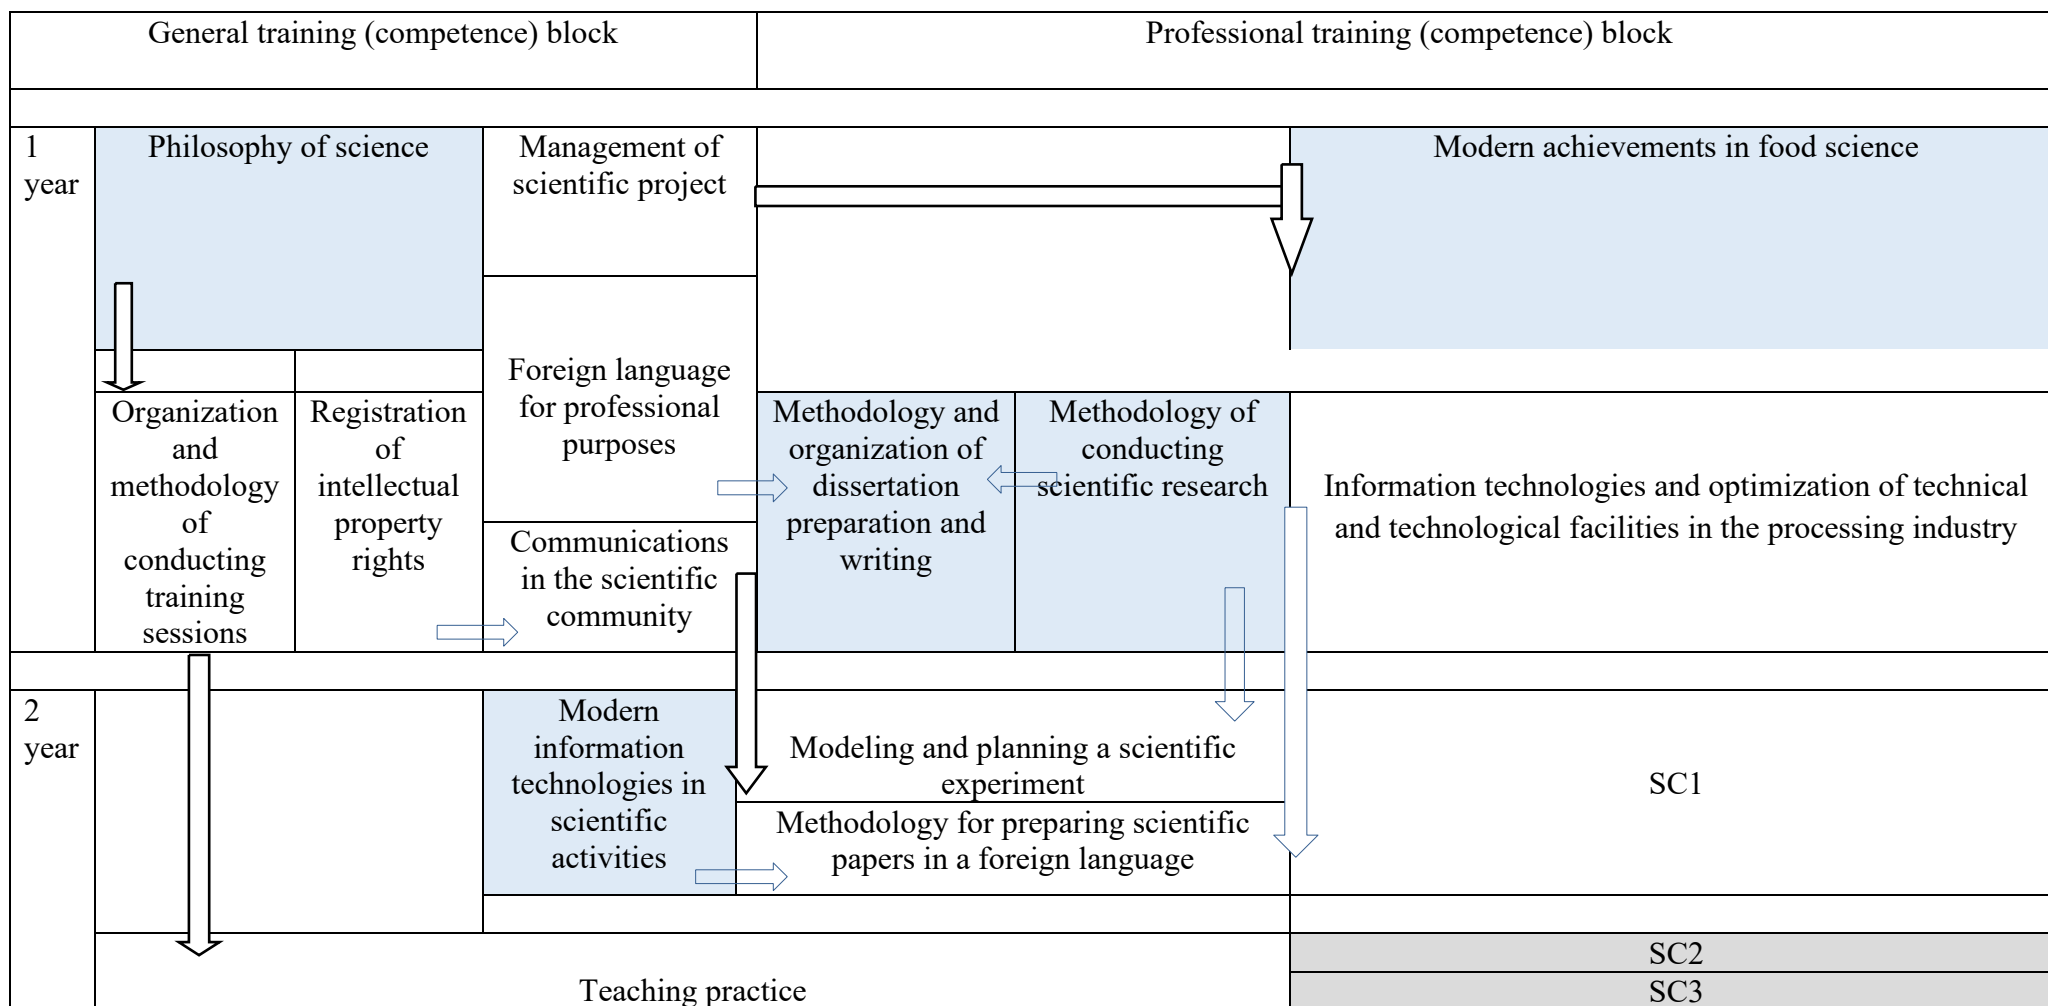 General training (competence) block
Professional training (competence) block
1
year
Philosophy of science
Management of
scientific project
Modern achievements in food science
Foreign language
for professional
purposes
Organization
and
methodology
of
conducting
training
sessions
Registration
of
intellectual
property
rights
Communications
in the scientific
community
Methodology and
organization of
dissertation
preparation and
writing
Methodology of
conducting
scientific research
Information technologies and optimization of technical
and technological facilities in the processing industry
2
year
Modern
information
technologies in
scientific
activities
Modeling and planning a scientific
experiment
Methodology for preparing scientific
papers in a foreign language
SC1
Teaching practice
SC2
SC3